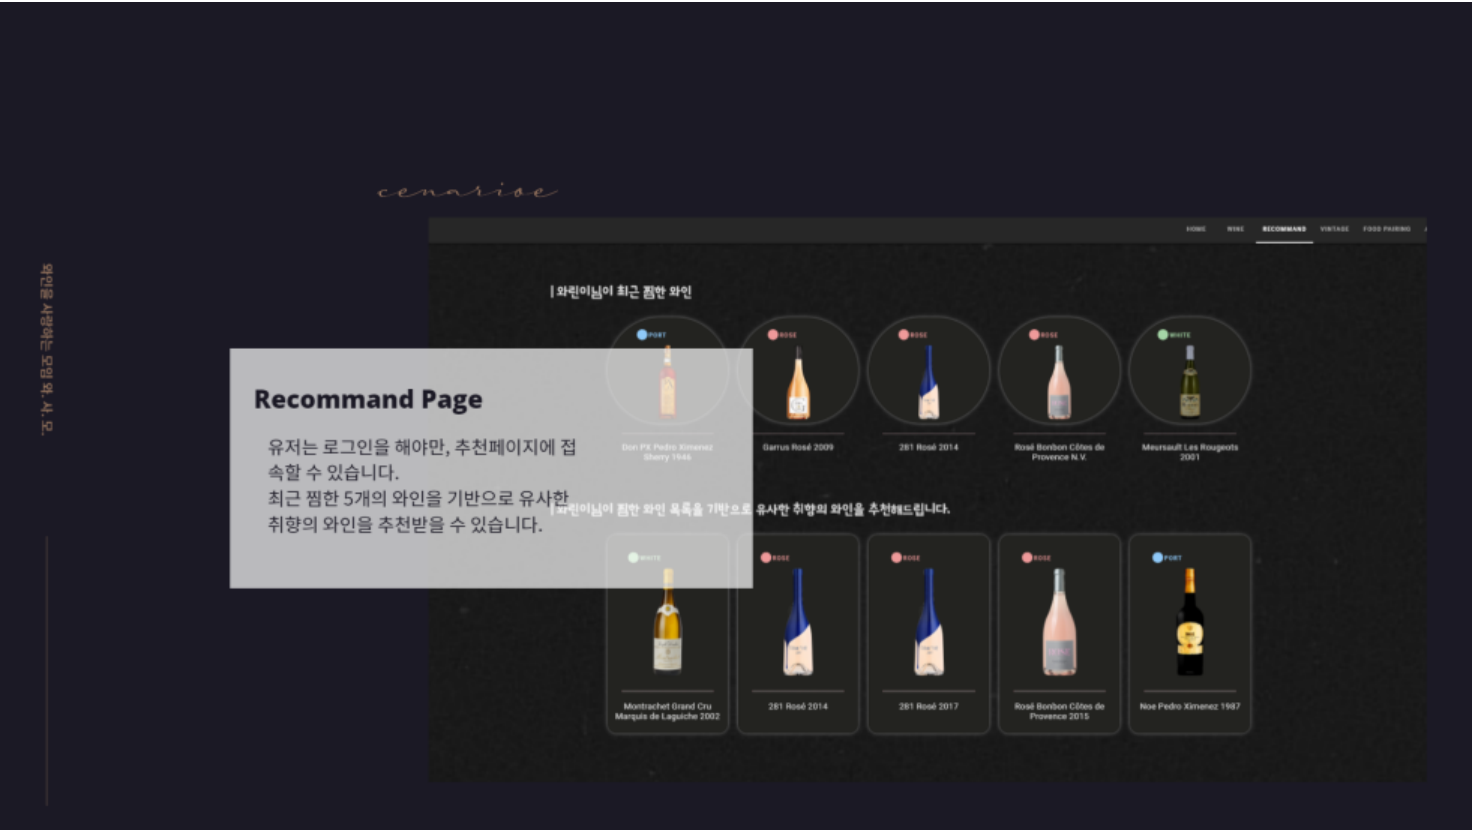 cenarioe
와인을 사랑하는 모임 와.사.모.
HOME WINE RECOMMAND VINTAGE FOOD PAIRING
| 와린이님이 최근 찜한 와인
PORT
ROSE
ROSE
ROSE
WHITE
Don PX Pedro Ximenez
Sherry 1946
Garrus Rosé 2009
281 Rosé 2014
Rosé Bonbon Côtes de
Provence N.V.
Meursault Les Rougeots
2001
Recommand Page
유저는 로그인을 해야만, 추천페이지에 접
속할 수 있습니다.
최근 찜한 5개의 와인을 기반으로 유사한
취향의 와인을 추천받을 수 있습니다.
| 와린이님이 찜한 와인 목록을 기반으로 유사한 취향의 와인을 추천해드립니다.
WHITE
ROSE
ROSE
ROSE
PORT
Montrachet Grand Cru
Marquis de Laguiche 2002
281 Rosé 2014
281 Rosé 2017
Rosé Bonbon Côtes de
Provence 2015
Noe Pedro Ximenez 1987